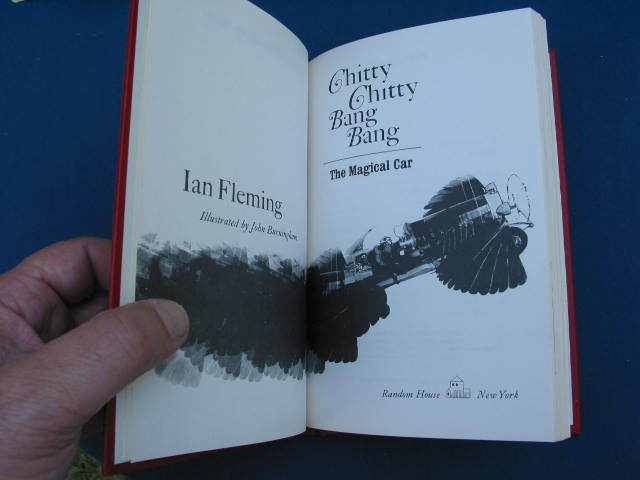 Ian Fleming
Illustrated by John Burningham
Chitty
Chitty
Bang
Bang
The Magical Car
Random House New York